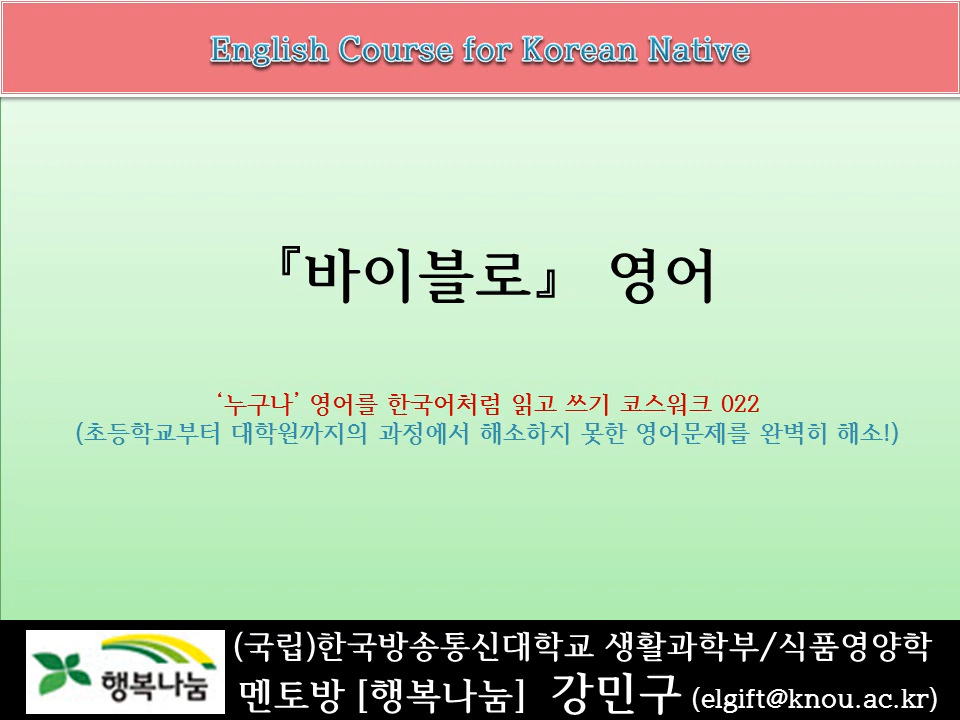 English Course for Korean Native
『바이블로』 영어
‘누구나’ 영어를 한국어처럼 읽고 쓰기 코스워크 022
(초등학교부터 대학원까지의 과정에서 해소하지 못한 영어문제를 완벽히 해소!)
행복나눔
(국립)한국방송통신대학교 생활과학부/식품영양학
멘토방 [행복나눔] 강민구 (elgift@knou.ac.kr)